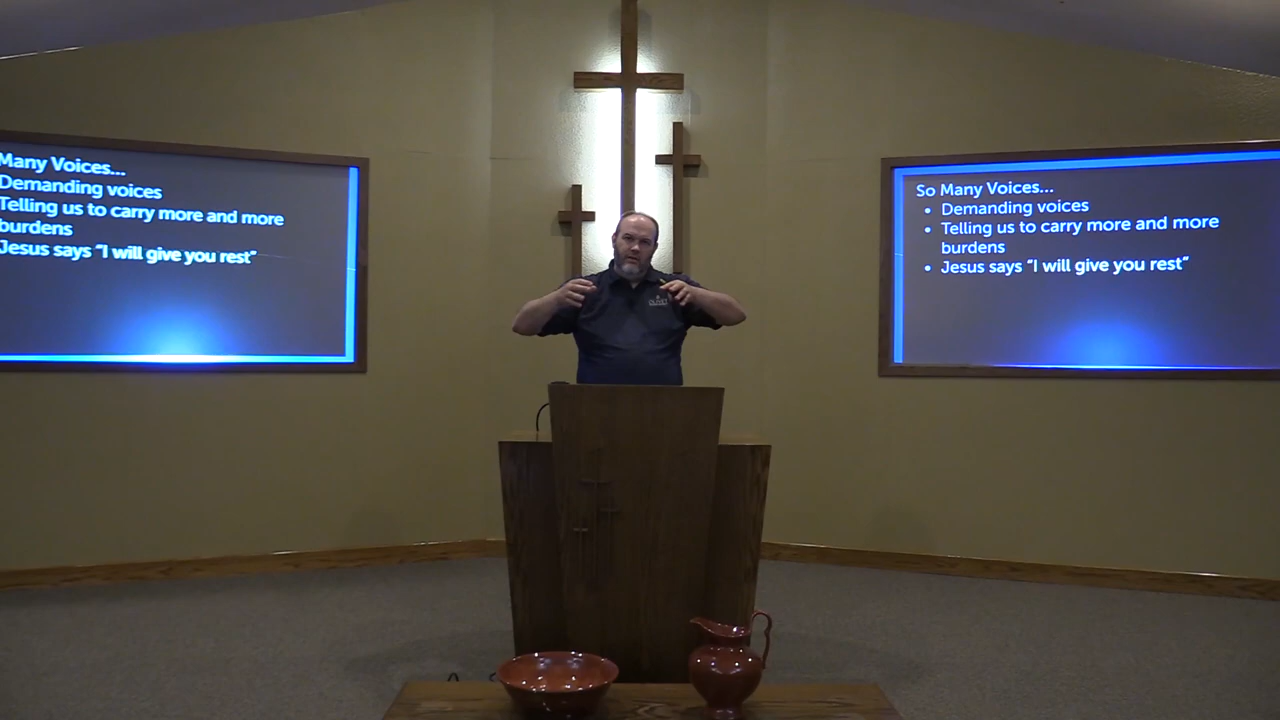 Many Voices...
Demanding voices
Telling us to carry more and more
burdens
Jesus says "I will give you rest"
So Many Voices...
• Demanding voices
• Telling us to carry more and more
burdens
• Jesus says "I will give you rest"